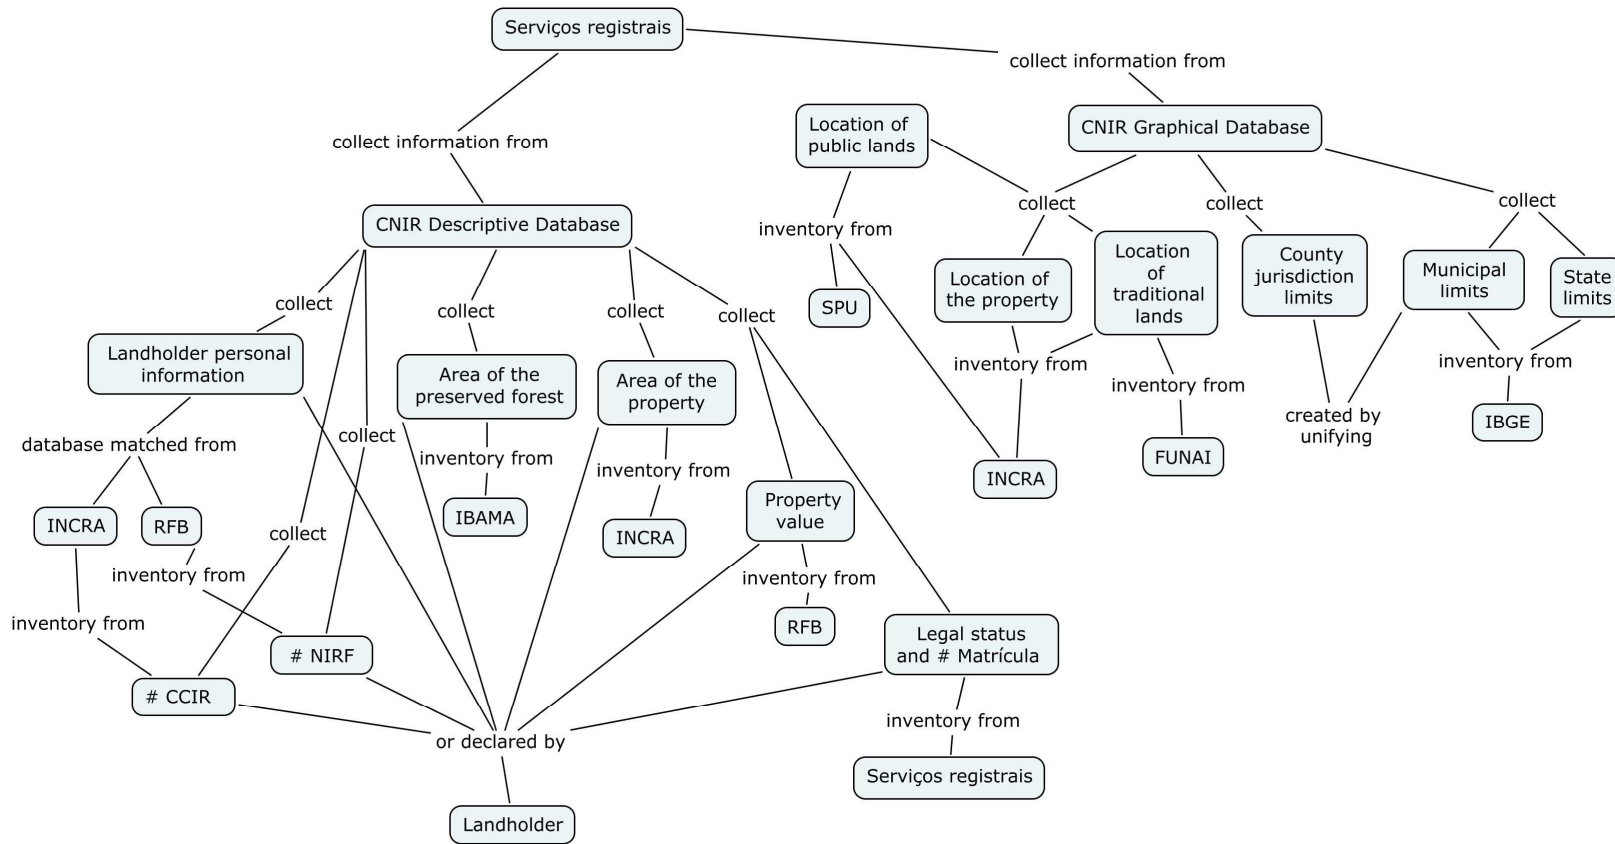 Serviços registrais
collect information from
Location of
public lands
CNIR Graphical Database
collect information from
collect
collect
collect
CNIR Descriptive Database
inventory from
Location
of
traditional
lands
County
jurisdiction
limits
Municipal
limits
State
limits
Location of
the property
SPU
collect
collect
collect
collect
Landholder personal
information
Area of the
preserved forest
Area of the
property
inventory from
inventory from
inventory from
created by
unifying
IBGE
database matched from
collect
inventory from
inventory from
FUNAI
INCRA
INCRA
RFB
collect
IBAMA
INCRA
Property
value
inventory from
inventory from
inventory from
RFB
# NIRF
# CCIR
Legal status
and # Matrícula
or declared by
inventory from
Serviços registrais
Landholder